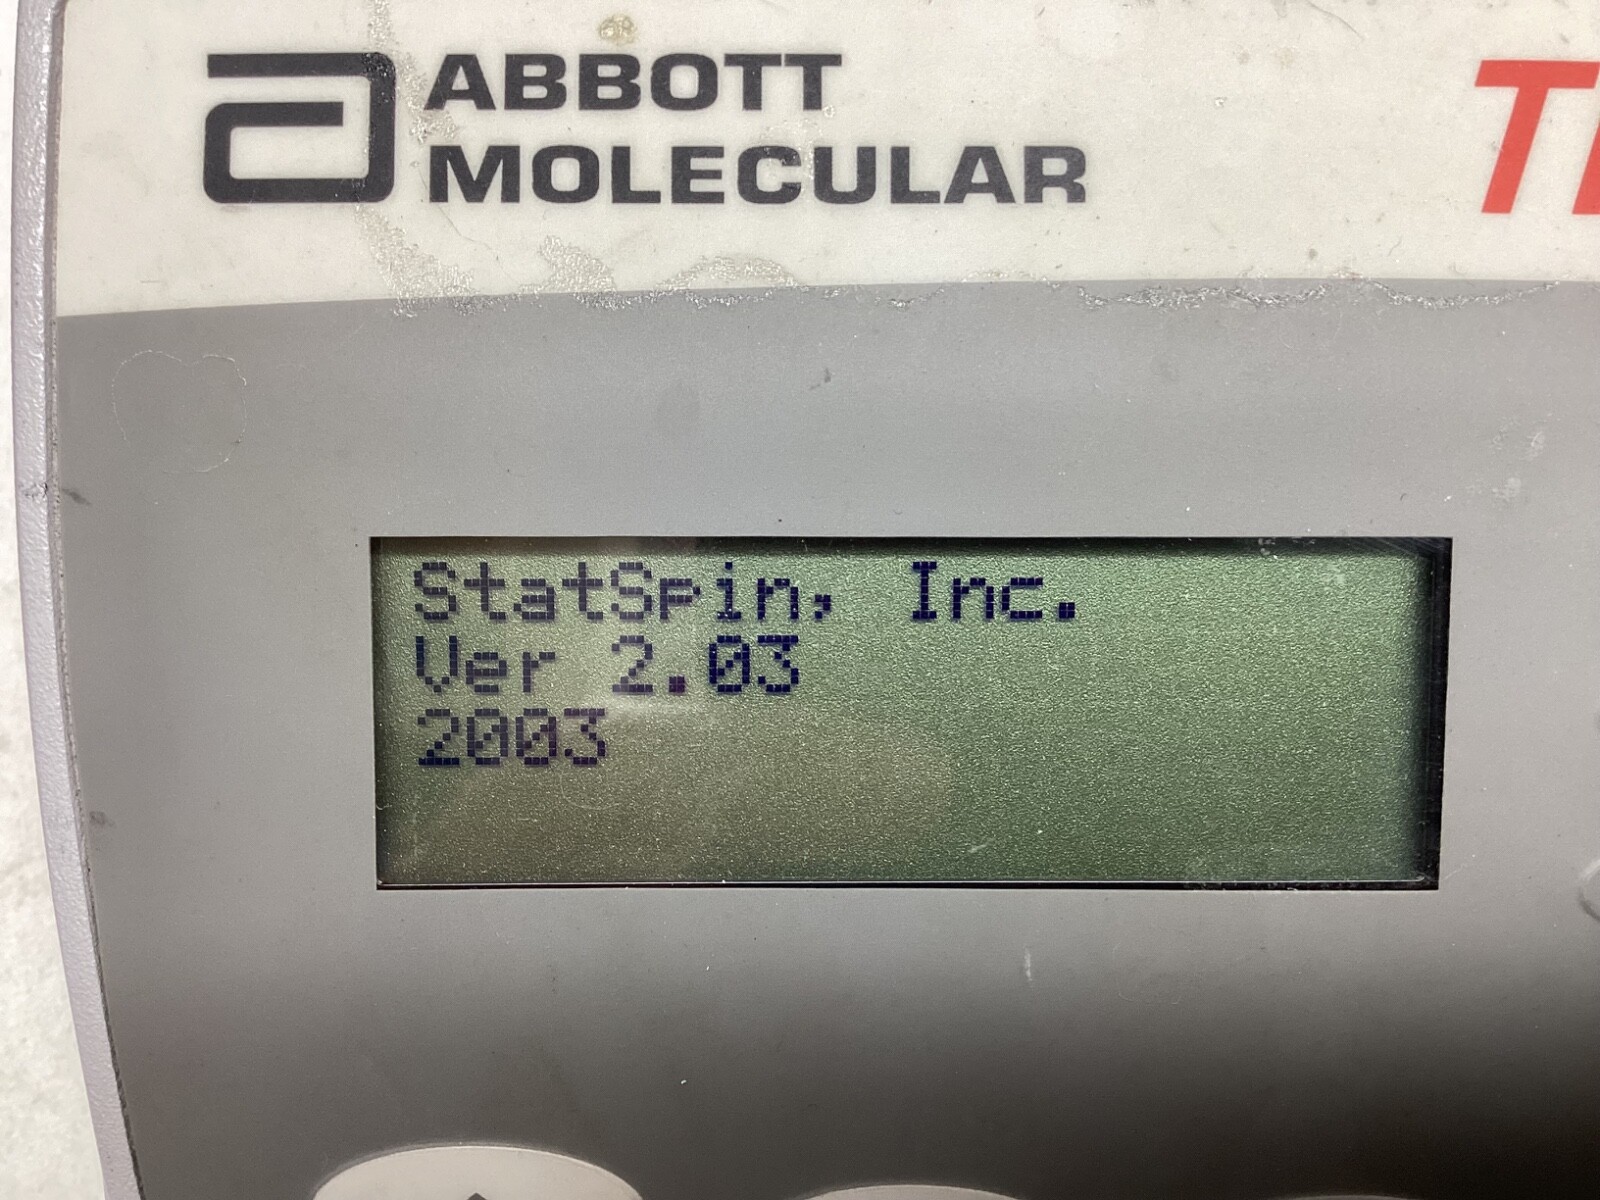 ABBOTT
MOLECULAR
StatSpin, Inc.
Ver 2.03
2003